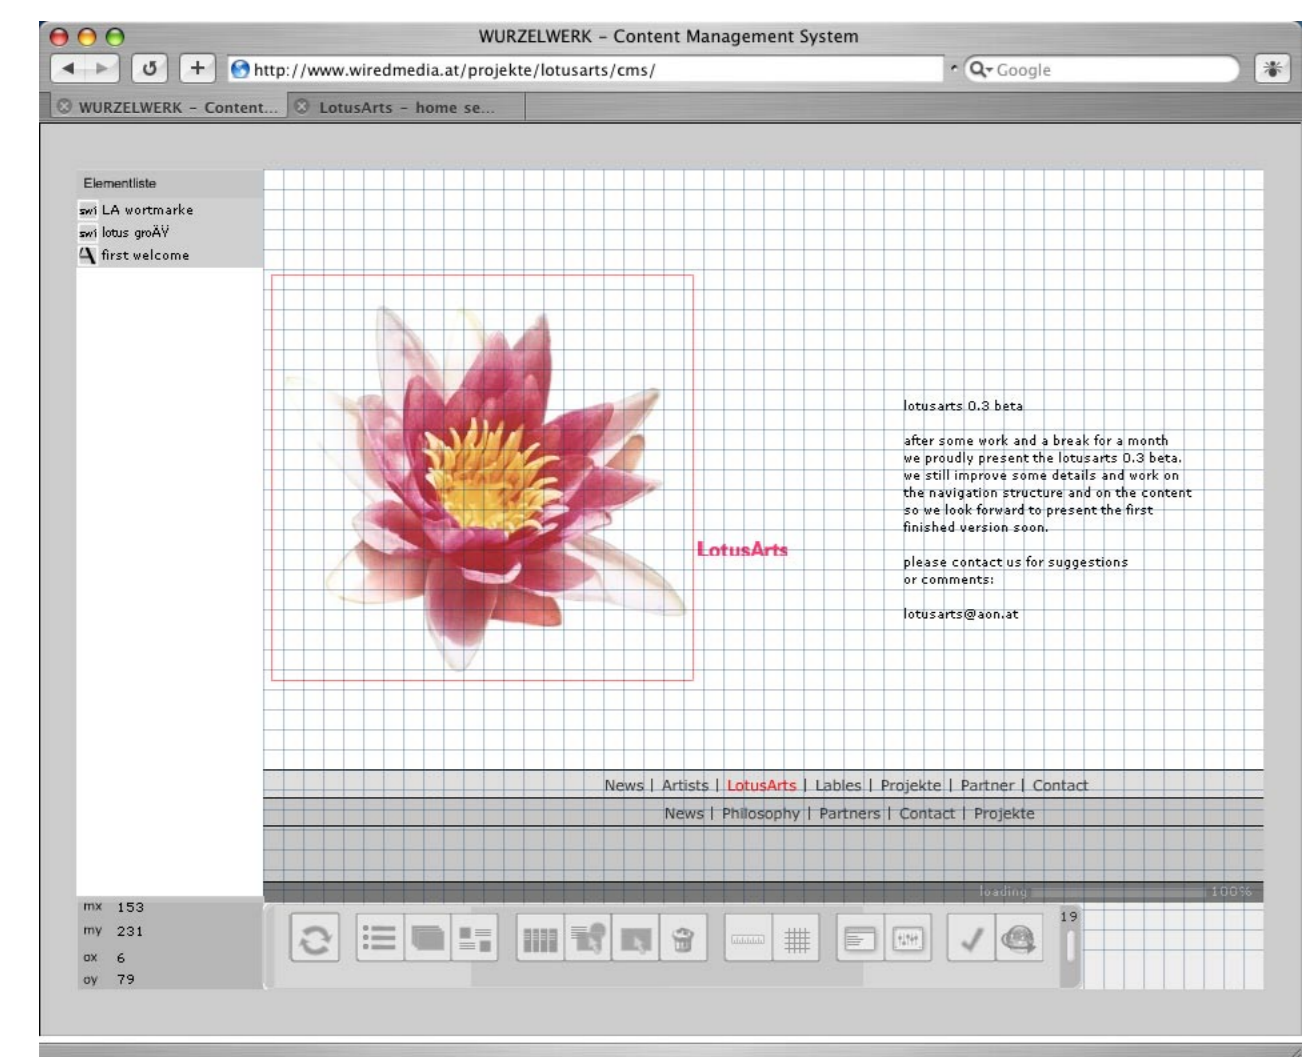 WURZELWERK – Content Management System
http://www.wiredmedia.at/projekte/lotusarts/cms/
Google
WURZELWERK – Content...
LotusArts – home se...
Elementliste
swf LA wortmarke
swf lotus groÄŸ
first welcome
lotusarts 0.3 beta
after some work and a break for a month
we proudly present the lotusarts 0.3 beta.
we still improve some details and work on
the navigation structure and on the content
so we look forward to present the first
finished version soon.
LotusArts
please contact us for suggestions
or comments:
lotusarts@aon.at
News | Artists | LotusArts | Lables | Projekte | Partner | Contact
News | Philosophy | Partners | Contact | Projekte
loading 100%
mx 153
my 231
ox 6
oy 79
19